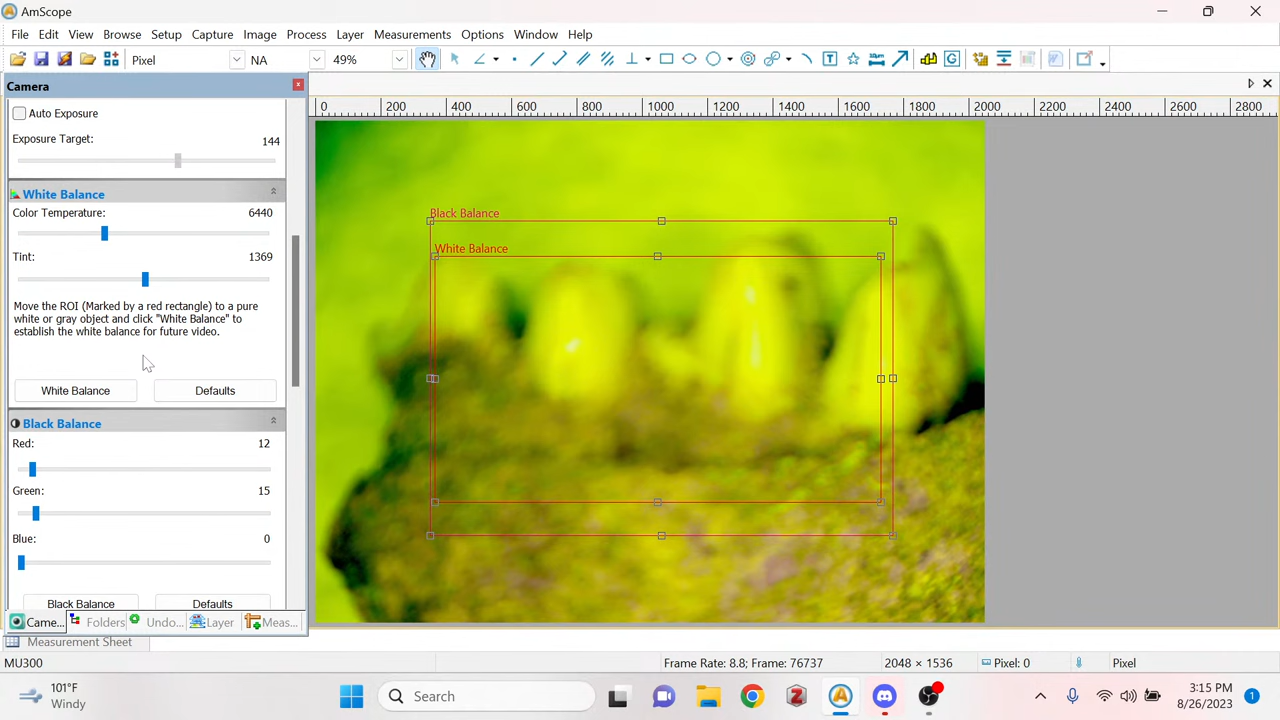 AmScope
File Edit View Browse Setup Capture Image Process Layer Measurements Options Window Help
Pixel NA 49%
Camera
0 200 400 600 800 1000 1200 1400 1600 1800 2000 2200 2400 2600 2800
Auto Exposure
Exposure Target: 144
White Balance
Color Temperature: 6440
Tint: 1369
Move the ROI (Marked by a red rectangle) to a pure
white or gray object and click "White Balance" to
establish the white balance for future video.
White Balance Defaults
Black Balance
Red: 12
Green: 15
Blue: 0
Black Balance Defaults
Came... Folders Undo... Layer Meas...
Black Balance
White Balance
Measurement Sheet
MU300 Frame Rate: 8.8; Frame: 76737 2048 × 1536 Pixel: 0 Pixel
101°F
Windy
Search
3:15 PM
8/26/2023
1